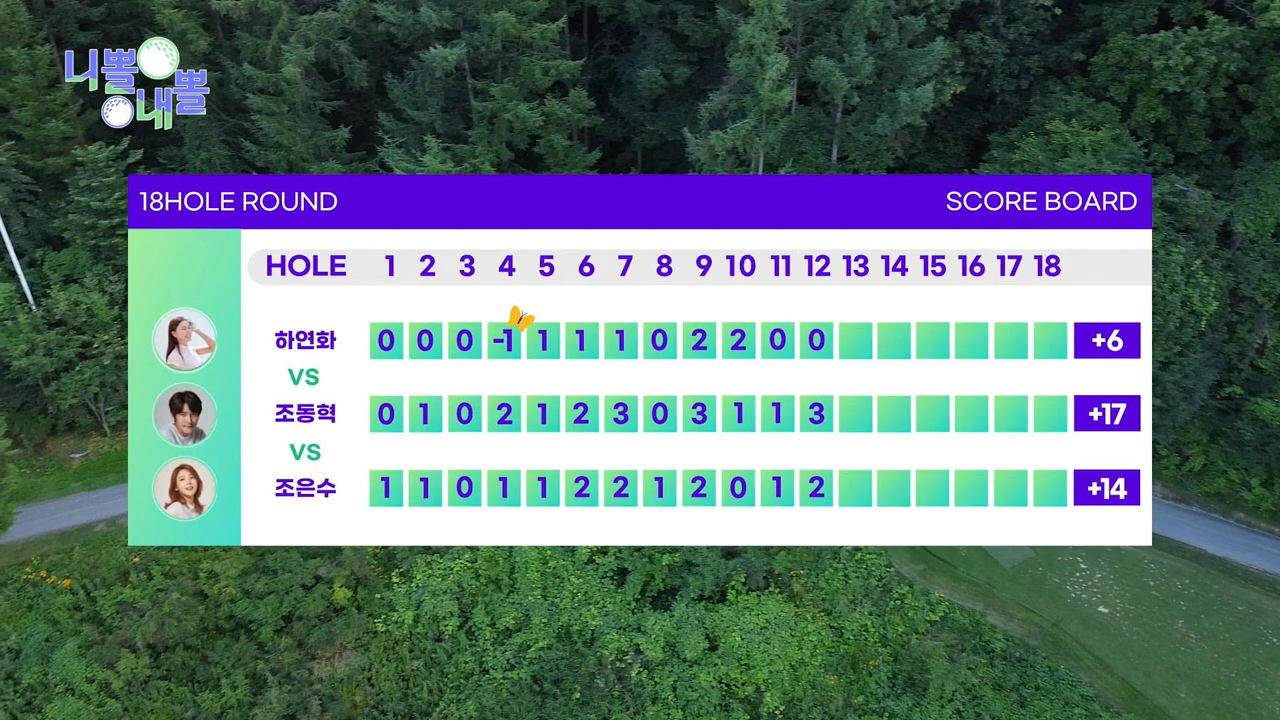 니뽈
내뽈
18HOLE ROUND SCORE BOARD
HOLE 1 2 3 4 5 6 7 8 9 10 11 12 13 14 15 16 17 18
하연화 0 0 0 -1 1 1 1 0 2 2 0 0 +6
VS
조동혁 0 1 0 2 1 2 3 0 3 1 1 3 +17
VS
조은수 1 1 0 1 1 2 2 1 2 0 1 2 +14